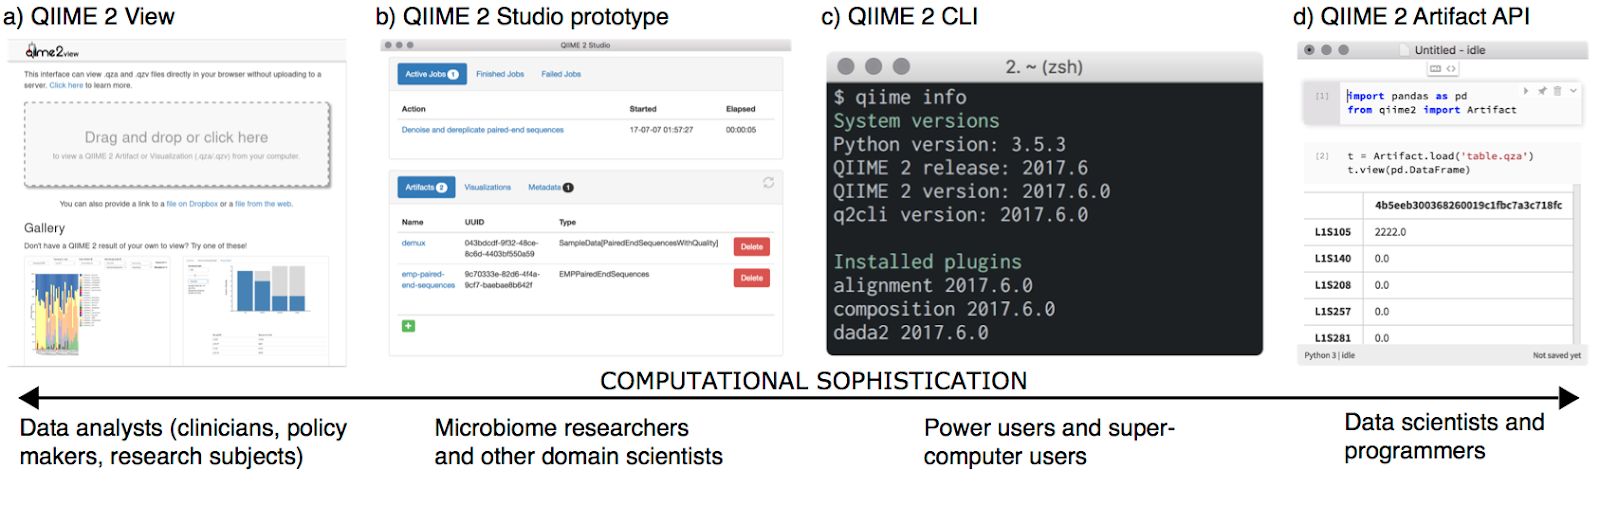 a) QIIME 2 View
qiime2view
This interface can view .qza and .qzv files directly in your browser without uploading to a
server. Click here to learn more.
Drag and drop or click here
to view a QIIME 2 Artifact or Visualization (.qza/.qzv) from your computer.
You can also provide a link to a file on Dropbox or a file from the web.
Gallery
Don't have a QIIME 2 result of your own to view? Try one of these!
b) QIIME 2 Studio prototype
QIIME 2 Studio
Active Jobs 1 Finished Jobs Failed Jobs
Action Started Elapsed
Denoise and dereplicate paired-end sequences 17-07-07 01:57:27 00:00:05
Artifacts 2 Visualizations Metadata 1
Name UUID Type
demux 043bdcdf-9f32-48ce-
8c6d-4403bf550a59 SampleData[PairedEndSequencesWithQuality] Delete
emp-paired-
end-sequences 9c70333e-82d6-4f4a-
9cf7-baebae8b642f EMPPairedEndSequences Delete
c) QIIME 2 CLI
2. ~ (zsh)
$ qiime info
System versions
Python version: 3.5.3
QIIME 2 release: 2017.6
QIIME 2 version: 2017.6.0
q2cli version: 2017.6.0
Installed plugins
alignment 2017.6.0
composition 2017.6.0
dada2 2017.6.0
d) QIIME 2 Artifact API
Untitled - idle
[1] import pandas as pd
from qiime2 import Artifact
[2] t = Artifact.load('table.qza')
t.view(pd.DataFrame)
4b5eeb300368260019c1fbc7a3c718fc
L1S105 2222.0
L1S140 0.0
L1S208 0.0
L1S257 0.0
L1S281 0.0
Python 3 | idle Not saved yet
COMPUTATIONAL SOPHISTICATION
Data analysts (clinicians, policy
makers, research subjects)
Microbiome researchers
and other domain scientists
Power users and super-
computer users
Data scientists and
programmers